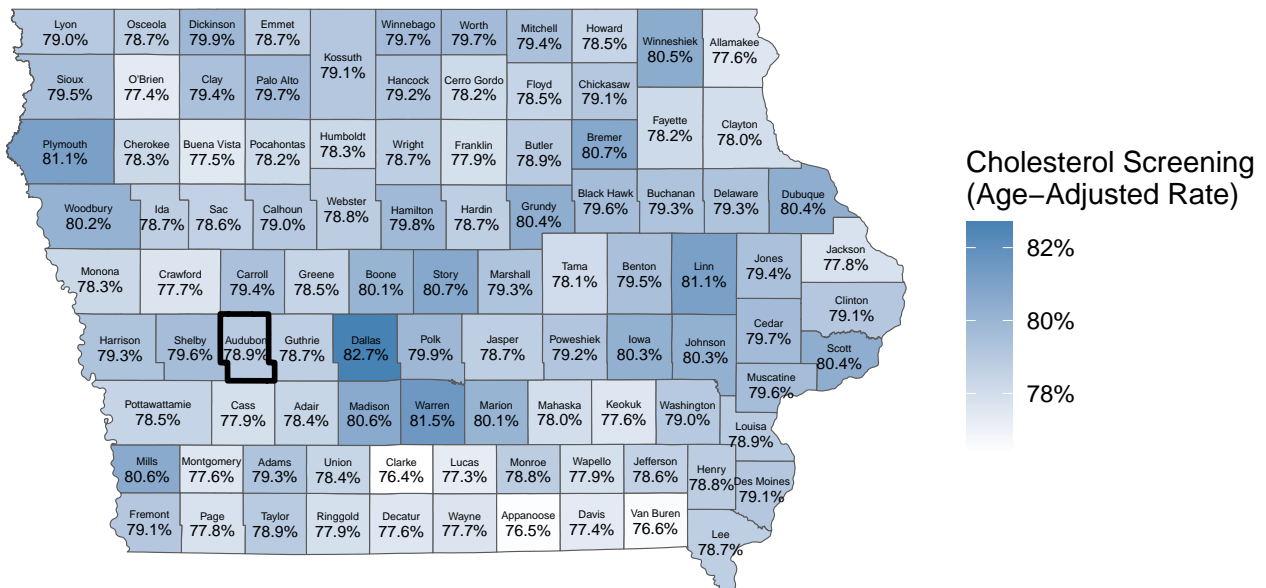 Lyon
79.0%
Osceola
78.7%
Dickinson
79.9%
Emmet
78.7%
Kossuth
79.1%
Winnebago
79.7%
Worth
79.7%
Mitchell
79.4%
Howard
78.5%
Winneshiek
80.5%
Allamakee
77.6%
Sioux
79.5%
O'Brien
77.4%
Clay
79.4%
Palo Alto
79.7%
Hancock
79.2%
Cerro Gordo
78.2%
Floyd
78.5%
Chickasaw
79.1%
Fayette
78.2%
Clayton
78.0%
Plymouth
81.1%
Cherokee
78.3%
Buena Vista
77.5%
Pocahontas
78.2%
Humboldt
78.3%
Wright
78.7%
Franklin
77.9%
Butler
78.9%
Bremer
80.7%
Woodbury
80.2%
Ida
78.7%
Sac
78.6%
Calhoun
79.0%
Webster
78.8%
Hamilton
79.8%
Hardin
78.7%
Grundy
80.4%
Black Hawk
79.6%
Buchanan
79.3%
Delaware
79.3%
Dubuque
80.4%
Monona
78.3%
Crawford
77.7%
Carroll
79.4%
Greene
78.5%
Boone
80.1%
Story
80.7%
Marshall
79.3%
Tama
78.1%
Benton
79.5%
Linn
81.1%
Jones
79.4%
Jackson
77.8%
Clinton
79.1%
Harrison
79.3%
Shelby
79.6%
Audubon
78.9%
Guthrie
78.7%
Dallas
82.7%
Polk
79.9%
Jasper
78.7%
Poweshiek
79.2%
Iowa
80.3%
Johnson
80.3%
Cedar
79.7%
Scott
80.4%
Muscatine
79.6%
Pottawattamie
78.5%
Cass
77.9%
Adair
78.4%
Madison
80.6%
Warren
81.5%
Marion
80.1%
Mahaska
78.0%
Keokuk
77.6%
Washington
79.0%
Louisa
78.9%
Mills
80.6%
Montgomery
77.6%
Adams
79.3%
Union
78.4%
Clarke
76.4%
Lucas
77.3%
Monroe
78.8%
Wapello
77.9%
Jefferson
78.6%
Henry
78.8%
Des Moines
79.1%
Fremont
79.1%
Page
77.8%
Taylor
78.9%
Ringgold
77.9%
Decatur
77.6%
Wayne
77.7%
Appanoose
76.5%
Davis
77.4%
Van Buren
76.6%
Lee
78.7%
Cholesterol Screening
(Age−Adjusted Rate)
82%
80%
78%